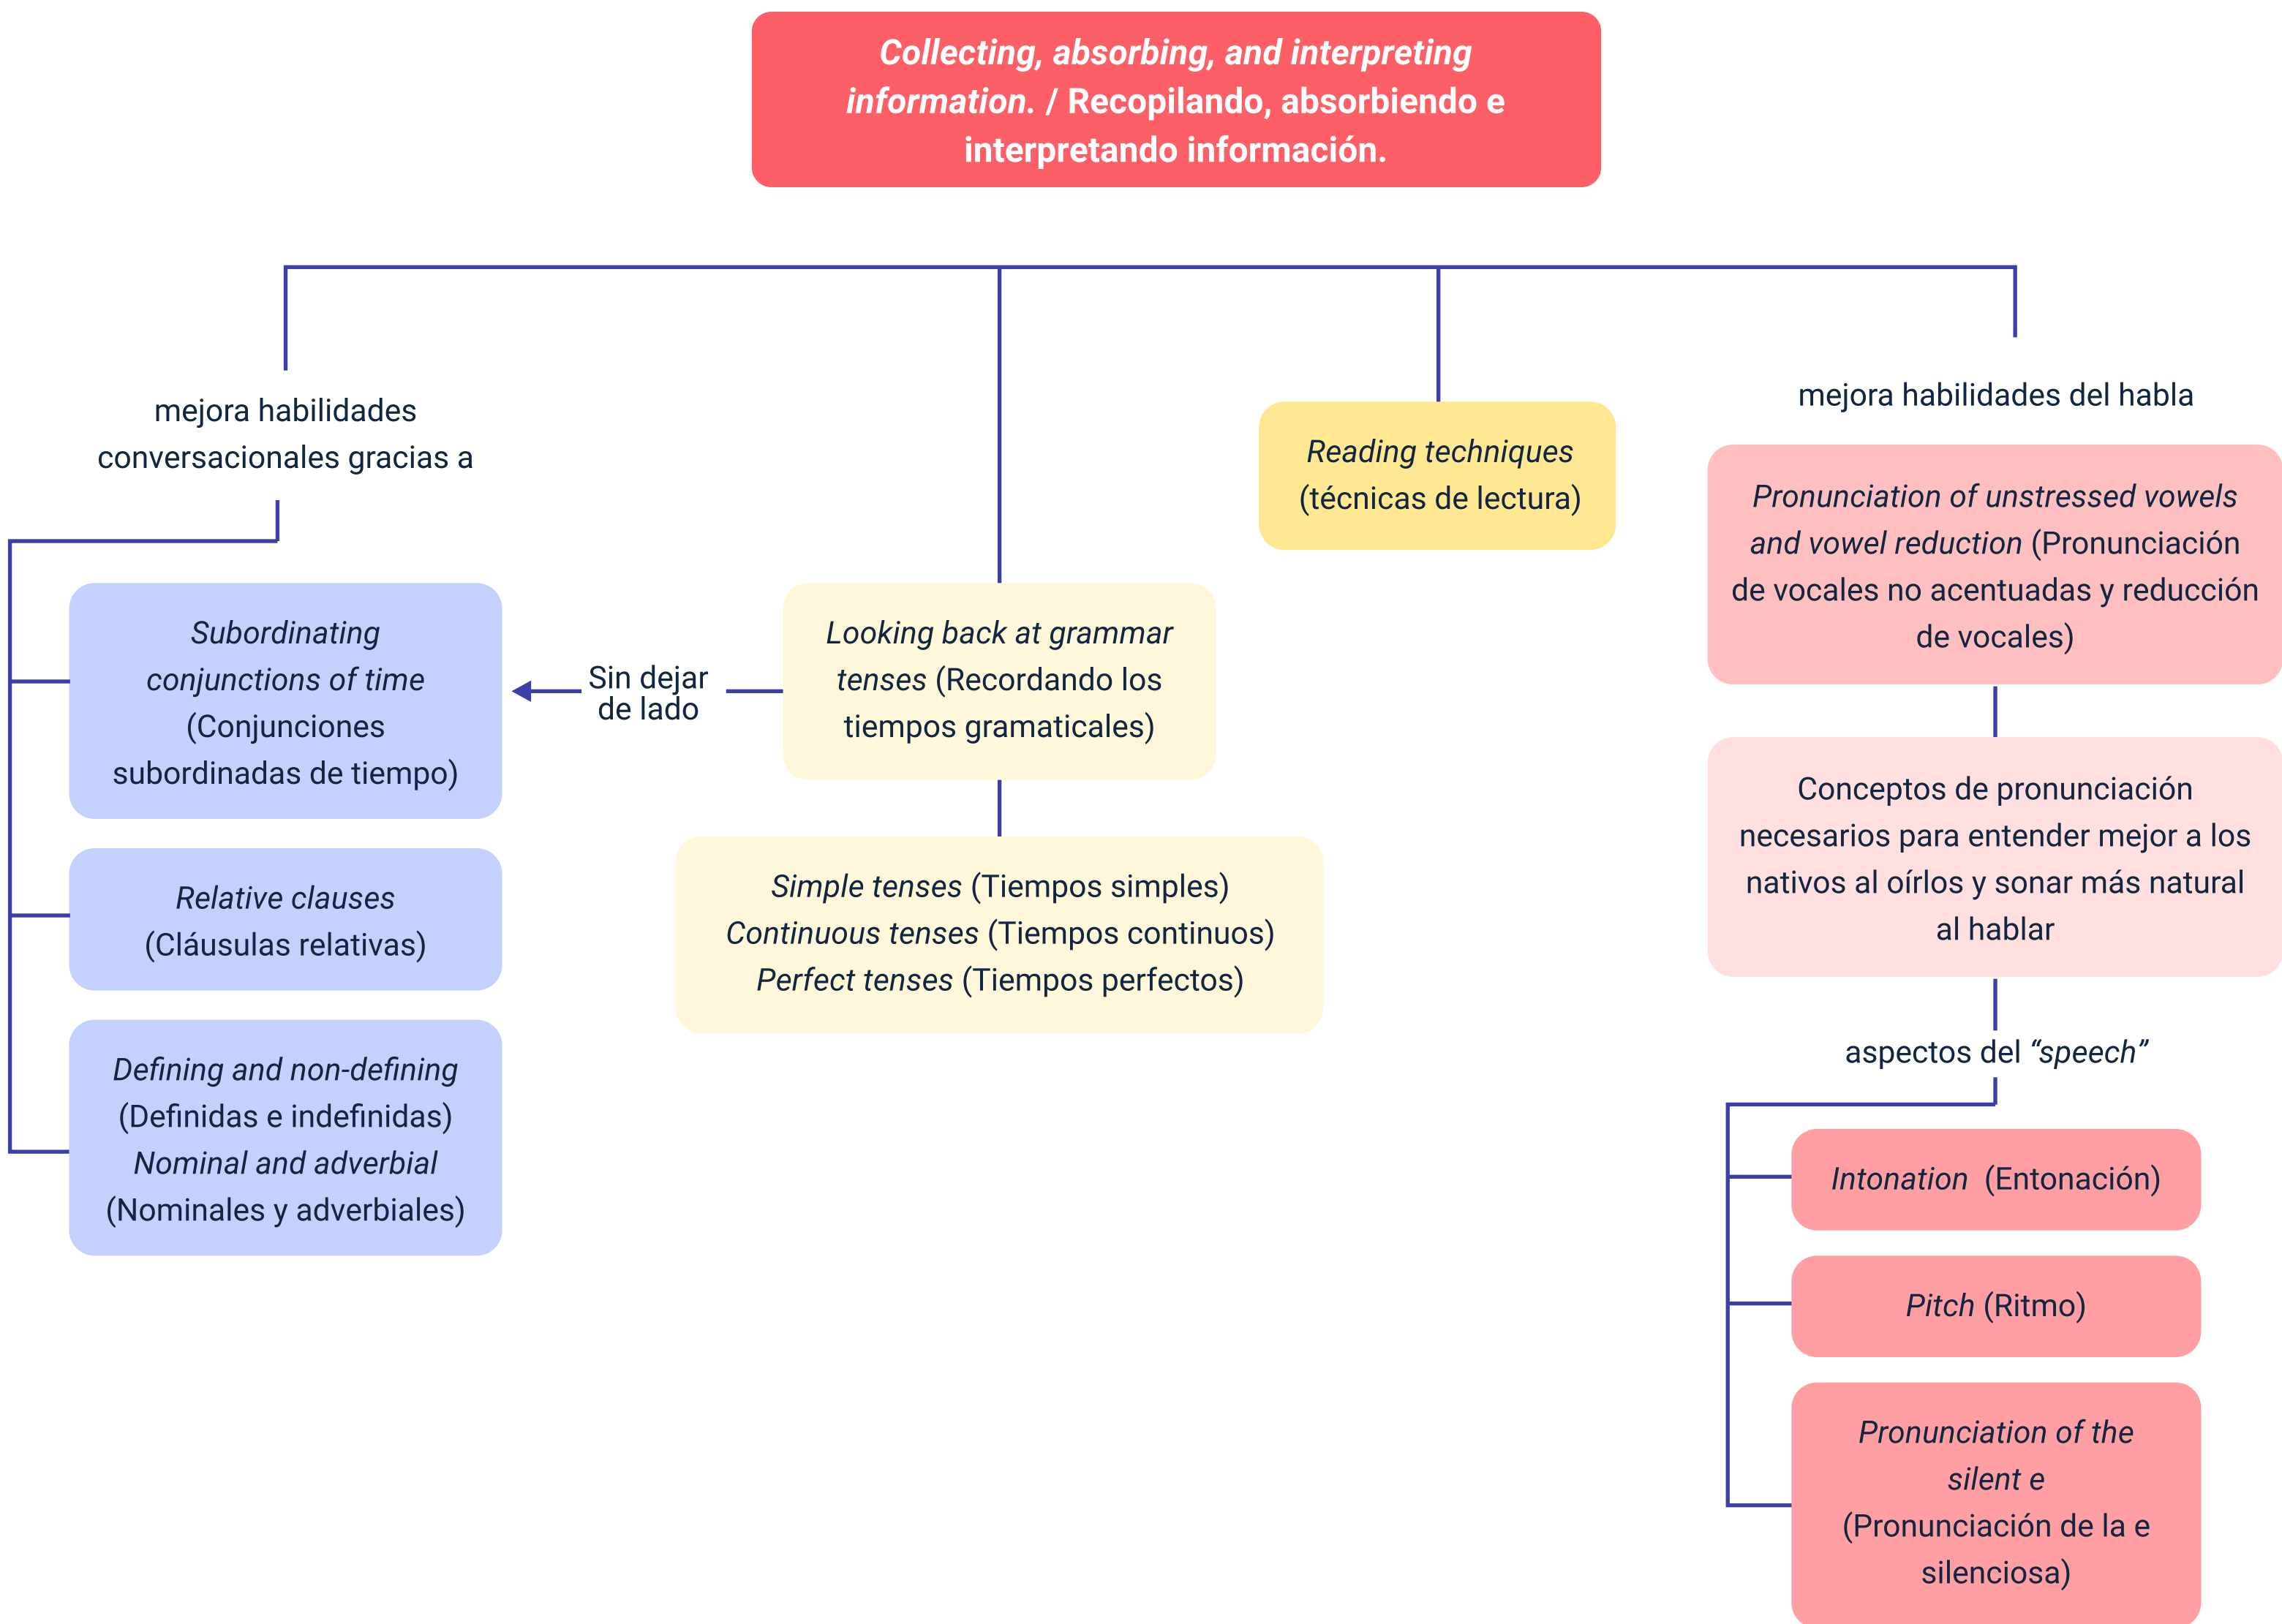 Collecting, absorbing, and interpreting
information. / Recopilando, absorbiendo e
interpretando información.
mejora habilidades
conversacionales gracias a
Subordinating
conjunctions of time
(Conjunciones
subordinadas de tiempo)
Relative clauses
(Cláusulas relativas)
Defining and non-defining
(Definidas e indefinidas)
Nominal and adverbial
(Nominales y adverbiales)
Sin dejar
de lado
Looking back at grammar
tenses (Recordando los
tiempos gramaticales)
Simple tenses (Tiempos simples)
Continuous tenses (Tiempos continuos)
Perfect tenses (Tiempos perfectos)
Reading techniques
(técnicas de lectura)
mejora habilidades del habla
Pronunciation of unstressed vowels
and vowel reduction (Pronunciación
de vocales no acentuadas y reducción
de vocales)
Conceptos de pronunciación
necesarios para entender mejor a los
nativos al oírlos y sonar más natural
al hablar
aspectos del “speech”
Intonation (Entonación)
Pitch (Ritmo)
Pronunciation of the
silent e
(Pronunciación de la e
silenciosa)